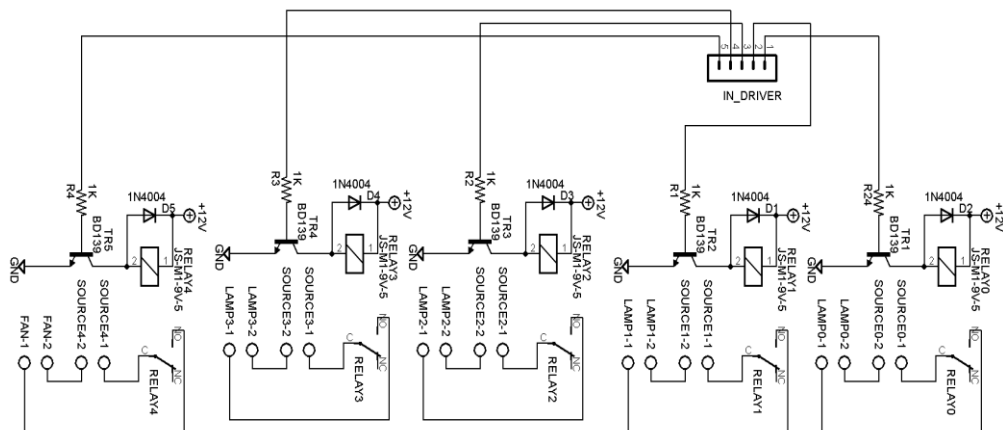 5 4 3 2 1
IN_DRIVER
1K
R4
1N4004
D5
+12V
BD139
TR5
2 1
RELAY4
JS-M1-9V-5
GND
1K
R3
1N4004
D4
+12V
BD139
TR4
2 1
RELAY3
JS-M1-9V-5
GND
1K
R2
1N4004
D3
+12V
BD139
TR3
2 1
RELAY2
JS-M1-9V-5
GND
1K
R1
1N4004
D1
+12V
BD139
TR2
2 1
RELAY1
JS-M1-9V-5
GND
1K
R24
1N4004
D2
+12V
BD139
TR1
2 1
RELAY0
JS-M1-9V-5
GND
FAN-1
FAN-2
SOURCE4-2
SOURCE4-1
C
NO
NC
RELAY4
LAMP3-1
LAMP3-2
SOURCE3-2
SOURCE3-1
C
NO
NC
RELAY3
LAMP2-1
LAMP2-2
SOURCE2-2
SOURCE2-1
C
NO
NC
RELAY2
LAMP1-1
LAMP1-2
SOURCE1-2
SOURCE1-1
C
NO
NC
RELAY1
LAMP0-1
LAMP0-2
SOURCE0-2
SOURCE0-1
C
NO
NC
RELAY0